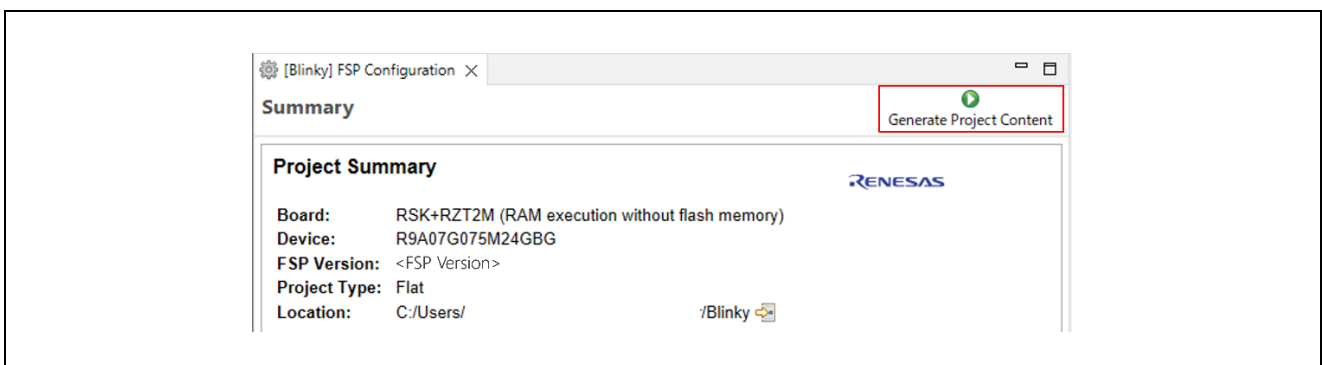 [Blinky] FSP Configuration
Summary
Generate Project Content
Project Summary
RENESAS
Board: RSK+RZT2M (RAM execution without flash memory)
Device: R9A07G075M24GBG
FSP Version: <FSP Version>
Project Type: Flat
Location: C:/Users/ /Blinky